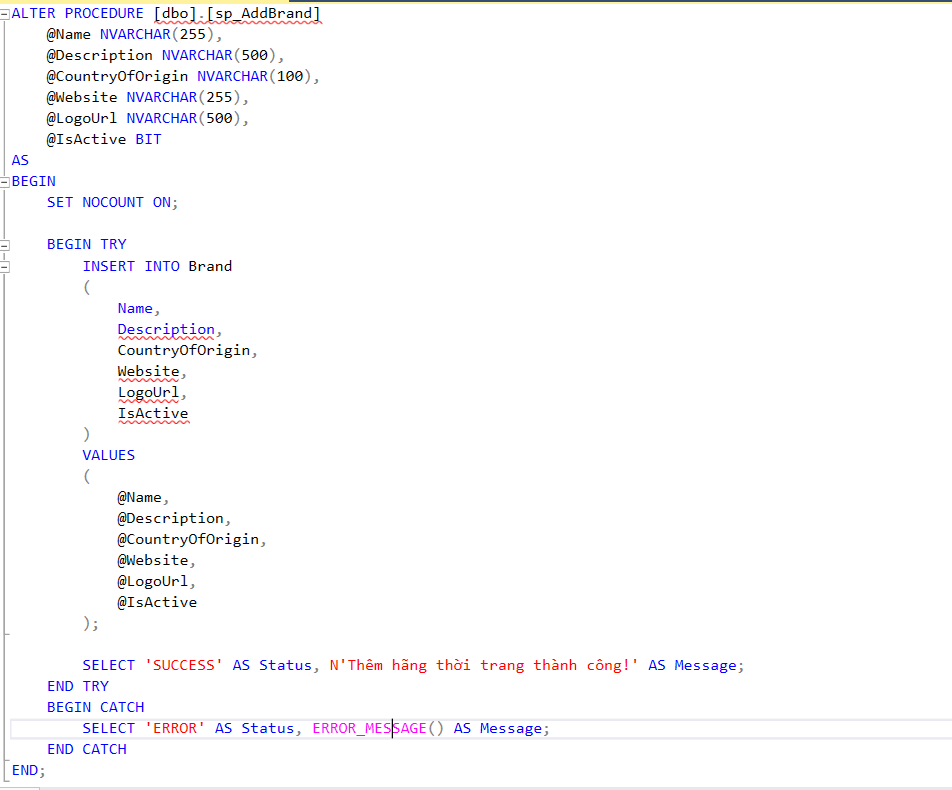 ALTER PROCEDURE [dbo].[sp_AddBrand]
@Name NVARCHAR(255),
@Description NVARCHAR(500),
@CountryOfOrigin NVARCHAR(100),
@Website NVARCHAR(255),
@LogoUrl NVARCHAR(500),
@IsActive BIT
AS
BEGIN
SET NOCOUNT ON;
BEGIN TRY
INSERT INTO Brand
(
Name,
Description,
CountryOfOrigin,
Website,
LogoUrl,
IsActive
)
VALUES
(
@Name,
@Description,
@CountryOfOrigin,
@Website,
@LogoUrl,
@IsActive
);
SELECT 'SUCCESS' AS Status, N'Thêm hãng thời trang thành công!' AS Message;
END TRY
BEGIN CATCH
SELECT 'ERROR' AS Status, ERROR_MESSAGE() AS Message;
END CATCH
END;